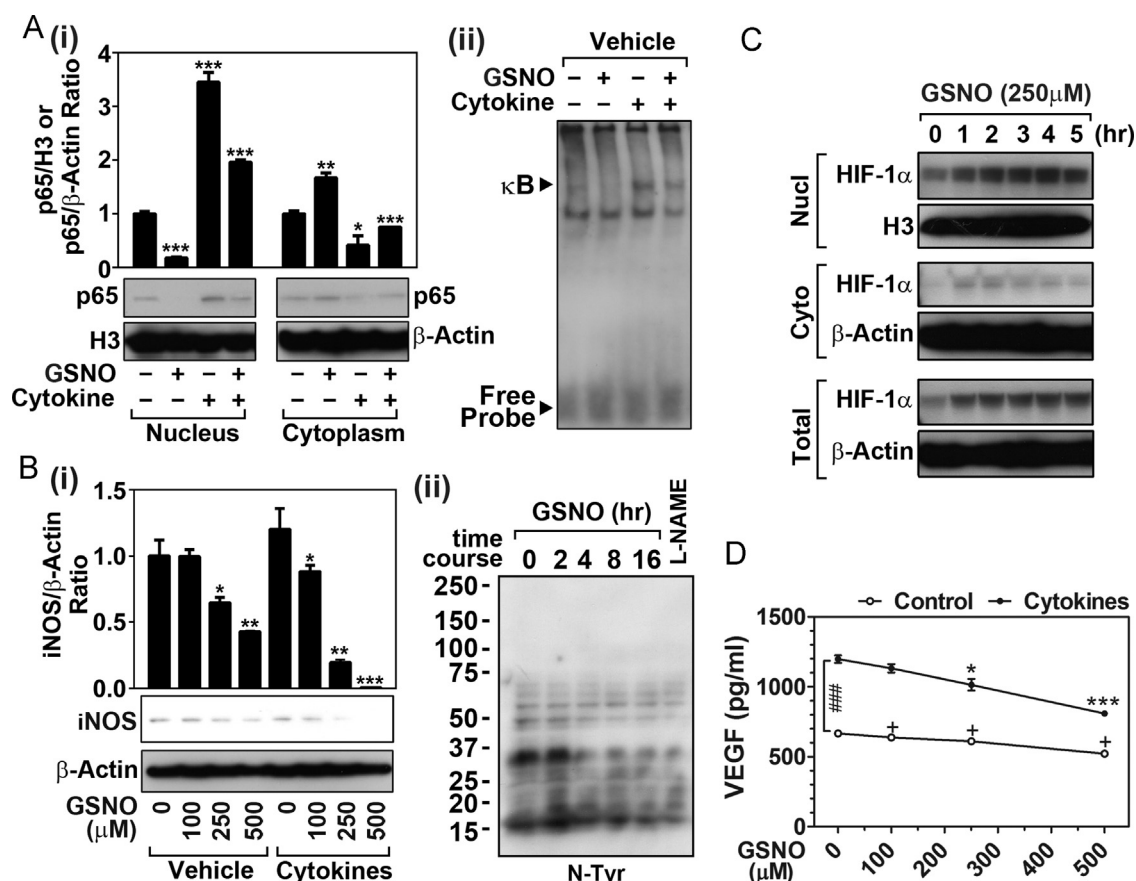 A
(i)
p65/H3 or
p65/β-Actin Ratio
4
3
2
1
0
***
***
***
**
*
***
p65
p65
H3
β-Actin
GSNO − + − + − + − +
Cytokine − − + + − − + +
Nucleus Cytoplasm
(ii)
Vehicle
GSNO − + − +
Cytokine − − + +
κB
Free
Probe
B
(i)
iNOS/β-Actin
Ratio
1.5
1.0
0.5
0.0
*
**
*
**
***
iNOS
β-Actin
GSNO
(μM)
0 100 250 500 0 100 250 500
Vehicle Cytokines
(ii)
GSNO (hr)
L-NAME
time
course 0 2 4 8 16
250 -
150 -
100 -
75 -
50 -
37 -
25 -
20 -
15 -
N-Tyr
C
GSNO (250μM)
0 1 2 3 4 5 (hr)
Nucl
HIF-1α
H3
Cyto
HIF-1α
β-Actin
Total
HIF-1α
β-Actin
D
Control Cytokines
VEGF (pg/ml)
1500
1000
500
0
###
*
***
+
+
+
GSNO
(μM)
0 100 200 300 400 500